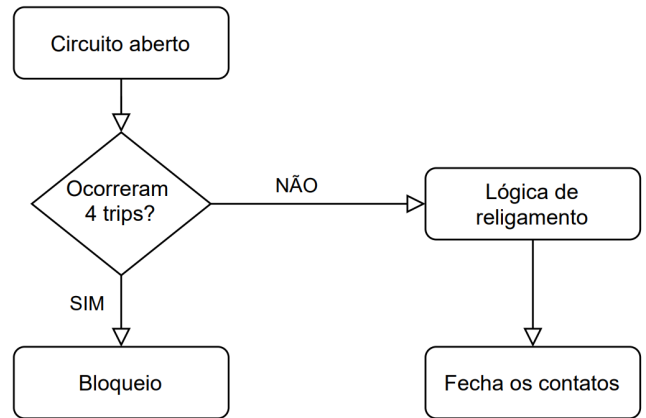 Circuito aberto
Ocorreram
4 trips?
NÃO
Lógica de
religamento
SIM
Bloqueio
Fecha os contatos